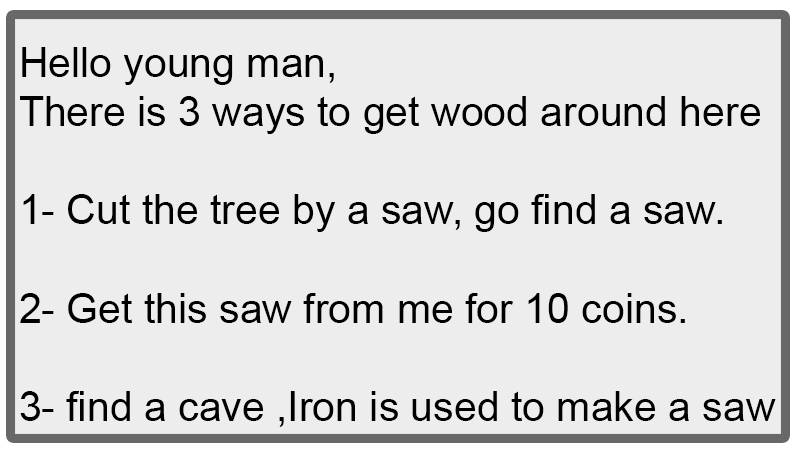 Hello young man,
There is 3 ways to get wood around here
1- Cut the tree by a saw, go find a saw.
2- Get this saw from me for 10 coins.
3- find a cave ,Iron is used to make a saw